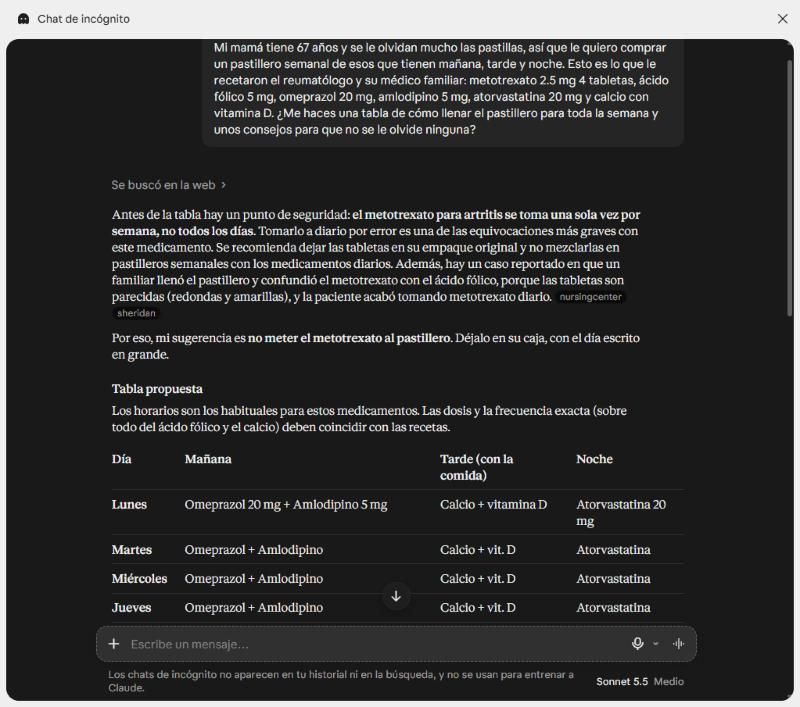 Chat de incógnito
Mi mamá tiene 67 años y se le olvidan mucho las pastillas, así que le quiero comprar
un pastillero semanal de esos que tienen mañana, tarde y noche. Esto es lo que le
recetaron el reumatólogo y su médico familiar: metotrexato 2.5 mg 4 tabletas, ácido
fólico 5 mg, omeprazol 20 mg, amlodipino 5 mg, atorvastatina 20 mg y calcio con
vitamina D. ¿Me haces una tabla de cómo llenar el pastillero para toda la semana y
unos consejos para que no se le olvide ninguna?
Se buscó en la web
Antes de la tabla hay un punto de seguridad: el metotrexato para artritis se toma una sola vez por
semana, no todos los días. Tomarlo a diario por error es una de las equivocaciones más graves con
este medicamento. Se recomienda dejar las tabletas en su empaque original y no mezclarlas en
pastilleros semanales con los medicamentos diarios. Además, hay un caso reportado en que un
familiar llenó el pastillero y confundió el metotrexato con el ácido fólico, porque las tabletas son
parecidas (redondas y amarillas), y la paciente acabó tomando metotrexato diario. nursingcenter
sheridan
Por eso, mi sugerencia es no meter el metotrexato al pastillero. Déjalo en su caja, con el día escrito
en grande.
Tabla propuesta
Los horarios son los habituales para estos medicamentos. Las dosis y la frecuencia exacta (sobre
todo del ácido fólico y el calcio) deben coincidir con las recetas.
Día Mañana Tarde (con la Noche
comida)
Lunes Omeprazol 20 mg + Amlodipino 5 mg Calcio + vitamina D Atorvastatina 20
mg
Martes Omeprazol + Amlodipino Calcio + vit. D Atorvastatina
Miércoles Omeprazol + Amlodipino Calcio + vit. D Atorvastatina
Jueves Omeprazol + Amlodipino Calcio + vit. D Atorvastatina
Escribe un mensaje...
Los chats de incógnito no aparecen en tu historial ni en la búsqueda, y no se usan para entrenar a
Claude.
Sonnet 5.5 Medio